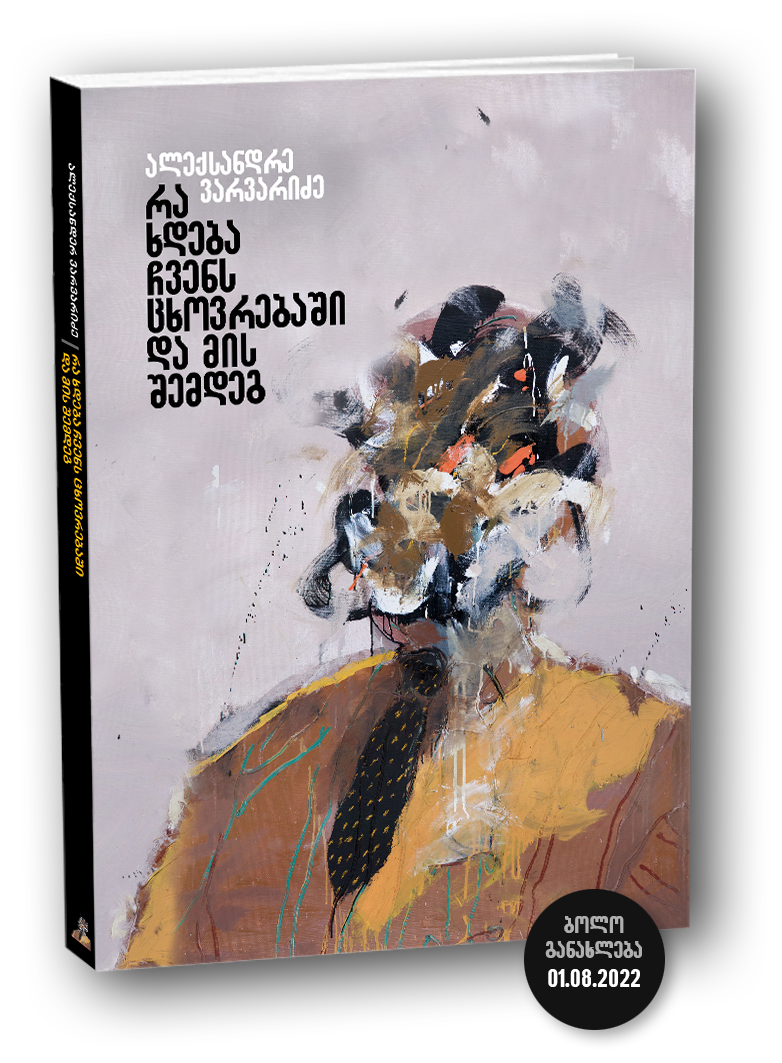 ალექსანდრე
ვარვარიძე
რა
ხდება
ჩვენს
ცხოვრებაში
და მის
შემდეგ
ალექსანდრე ვარვარიძე / რა ხდება ჩვენს ცხოვრებაში
და მის შემდეგ
ბოლო
განახლება
01.08.2022